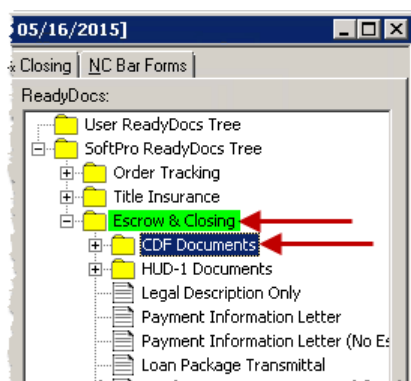 05/16/2015]
& Closing NC Bar Forms
ReadyDocs:
User ReadyDocs Tree
SoftPro ReadyDocs Tree
Order Tracking
Title Insurance
Escrow & Closing
CDF Documents
HUD-1 Documents
Legal Description Only
Payment Information Letter
Payment Information Letter (No Es
Loan Package Transmittal